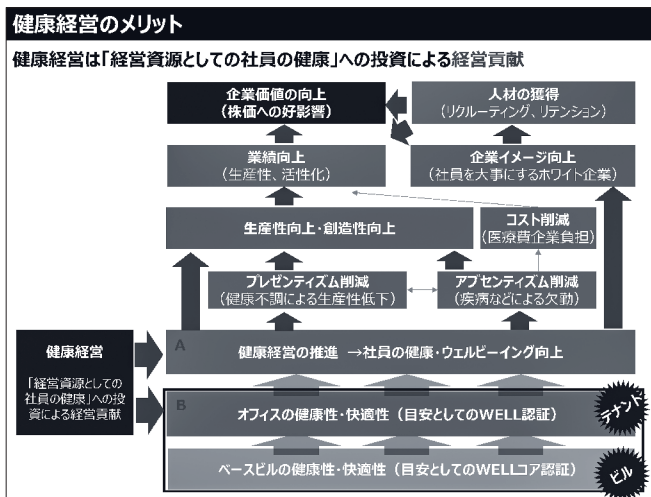 健康経営のメリット
健康経営は「経営資源としての社員の健康」への投資による経営貢献
企業価値の向上
（株価への好影響）
人材の獲得
（リクルーティング、リテンション）
業績向上
（生産性、活性化）
企業イメージ向上
（社員を大事にするホワイト企業）
生産性向上・創造性向上
コスト削減
（医療費企業負担）
プレゼンティズム削減
（健康不調による生産性低下）
アブセンティズム削減
（疾病などによる欠勤）
健康経営
「経営資源としての
社員の健康」への投
資による経営貢献
A
健康経営の推進 →社員の健康・ウェルビーイング向上
B
オフィスの健康性・快適性（目安としてのWELL認証）
テナント
ベースビルの健康性・快適性（目安としてのWELLコア認証）
ビル